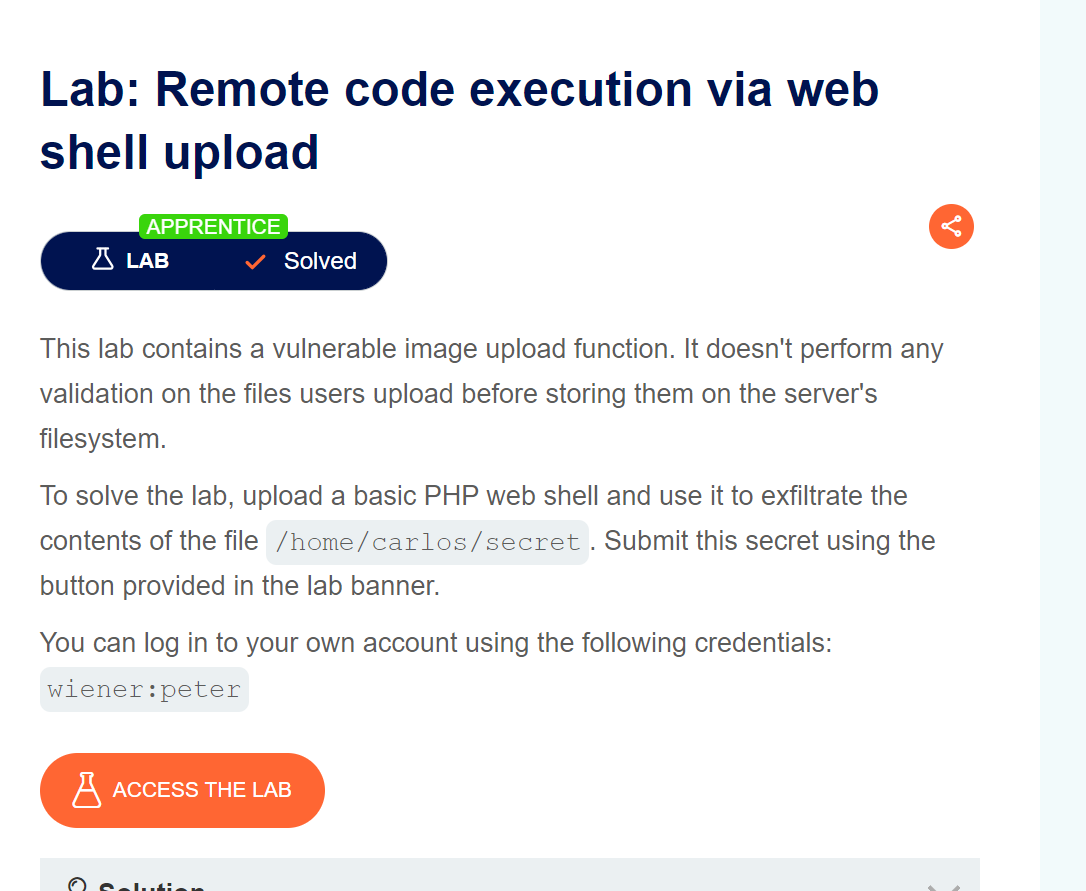 Lab: Remote code execution via web
shell upload
APPRENTICE
LAB
Solved
This lab contains a vulnerable image upload function. It doesn't perform any
validation on the files users upload before storing them on the server's
filesystem.
To solve the lab, upload a basic PHP web shell and use it to exfiltrate the
contents of the file /home/carlos/secret. Submit this secret using the
button provided in the lab banner.
You can log in to your own account using the following credentials:
wiener:peter
ACCESS THE LAB
Solution